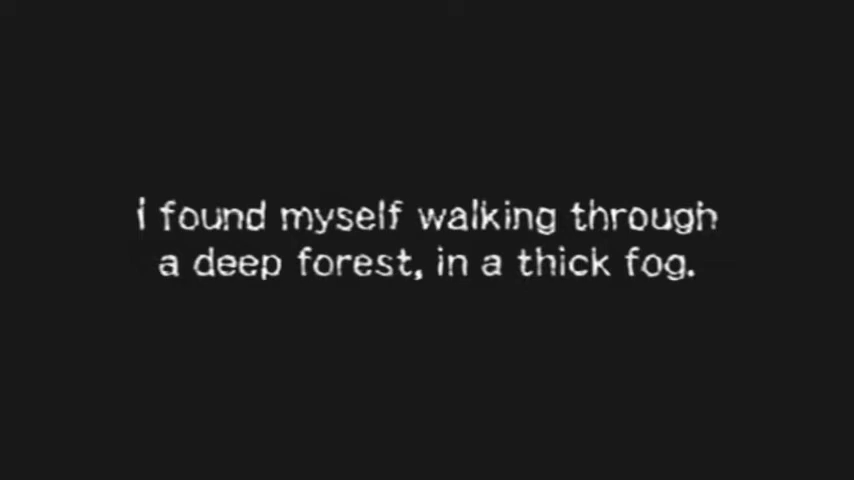 I found myself walking through
a deep forest, in a thick fog.